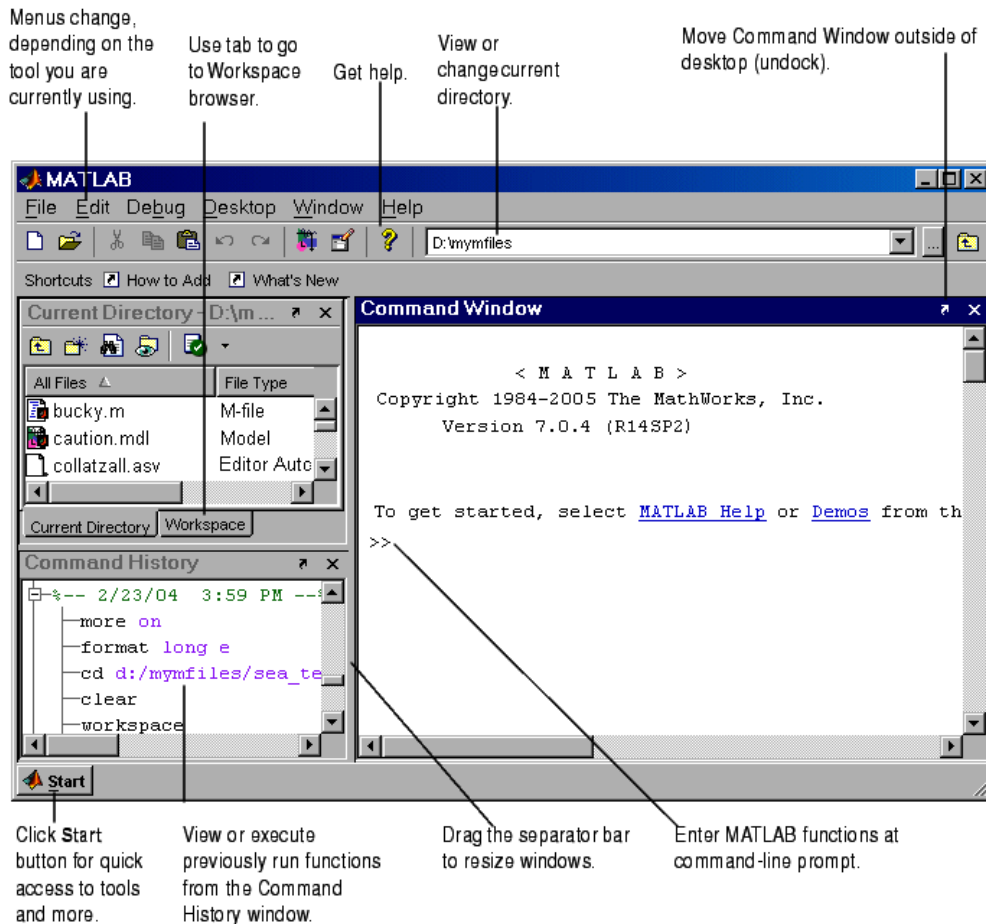 Menus change,
depending on the
tool you are
currently using.
Use tab to go
to Workspace
browser.
Get help.
View or
change current
directory.
Move Command Window outside of
desktop (undock).
MATLAB
File Edit Debug Desktop Window Help
D:\mymfiles
...
Shortcuts How to Add What's New
Current Directory - D:\m ...
All Files File Type
bucky.m M-file
caution.mdl Model
collatzall.asv Editor Autc
Current Directory Workspace
Command History
%-- 2/23/04 3:59 PM --%
more on
format long e
cd d:/mymfiles/sea_te
clear
workspace
Command Window
< M A T L A B >
Copyright 1984-2005 The MathWorks, Inc.
Version 7.0.4 (R14SP2)
To get started, select MATLAB Help or Demos from th
>>
Start
Click Start
button for quick
access to tools
and more.
View or execute
previously run functions
from the Command
History window.
Drag the separator bar
to resize windows.
Enter MATLAB functions at
command-line prompt.